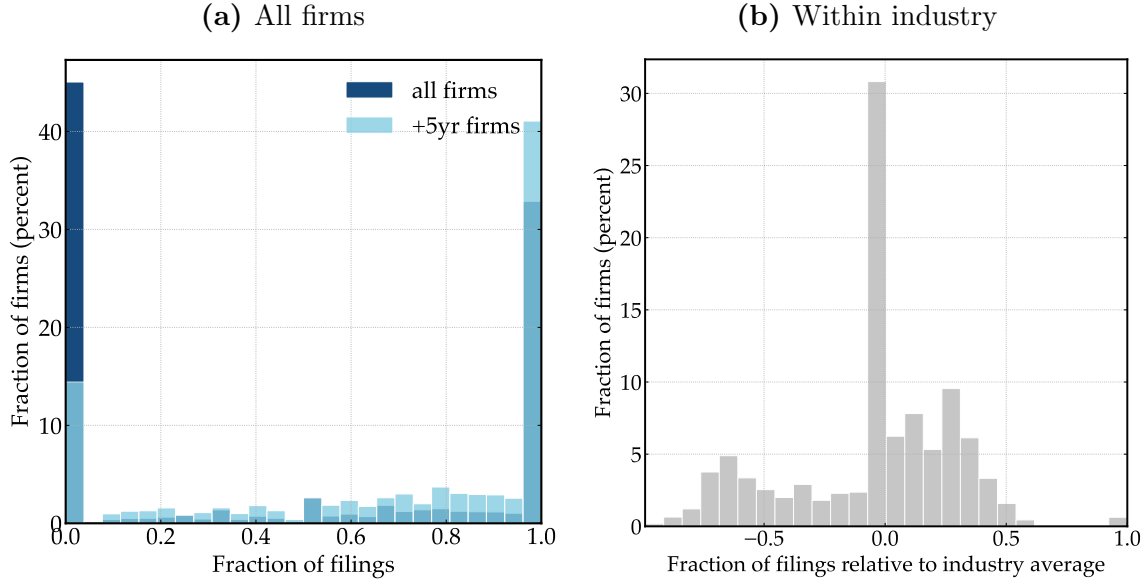 (a) All firms
Fraction of firms (percent)
40
30
20
10
0
all firms
+5yr firms
0.0 0.2 0.4 0.6 0.8 1.0
Fraction of filings
(b) Within industry
Fraction of firms (percent)
30
25
20
15
10
5
0
−0.5 0.0 0.5 1.0
Fraction of filings relative to industry average